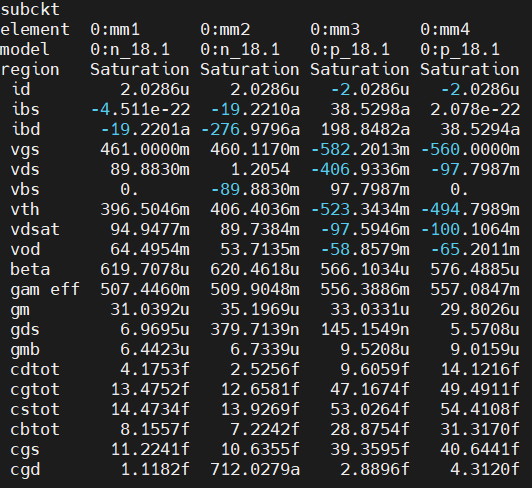 subckt
element 0:mm1 0:mm2 0:mm3 0:mm4
model 0:n_18.1 0:n_18.1 0:p_18.1 0:p_18.1
region Saturation Saturation Saturation Saturation
id 2.0286u 2.0286u -2.0286u -2.0286u
ibs -4.511e-22 -19.2210a 38.5298a 2.078e-22
ibd -19.2201a -276.9796a 198.8482a 38.5294a
vgs 461.0000m 460.1170m -582.2013m -560.0000m
vds 89.8830m 1.2054 -406.9336m -97.7987m
vbs 0. -89.8830m 97.7987m 0.
vth 396.5046m 406.4036m -523.3434m -494.7989m
vdsat 94.9477m 89.7384m -97.5946m -100.1064m
vod 64.4954m 53.7135m -58.8579m -65.2011m
beta 619.7078u 620.4618u 566.1034u 576.4885u
gam eff 507.4460m 509.9048m 556.3886m 557.0847m
gm 31.0392u 35.1969u 33.0331u 29.8026u
gds 6.9695u 379.7139n 145.1549n 5.5708u
gmb 6.4423u 6.7339u 9.5208u 9.0159u
cdtot 4.1753f 2.5256f 9.6059f 14.1216f
cgtot 13.4752f 12.6581f 47.1674f 49.4911f
cstot 14.4734f 13.9269f 53.0264f 54.4108f
cbtot 8.1557f 7.2242f 28.8754f 31.3170f
cgs 11.2241f 10.6355f 39.3595f 40.6441f
cgd 1.1182f 712.0279a 2.8896f 4.3120f